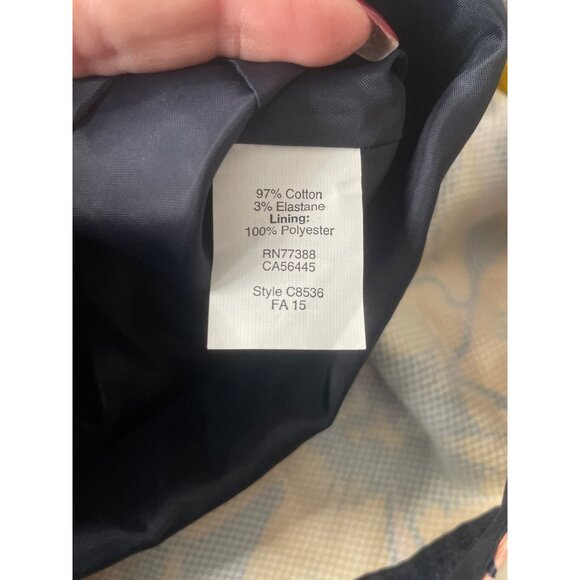 97% Cotton
3% Elastane
Lining:
100% Polyester
RN77388
CA56445
Style C8536
FA 15